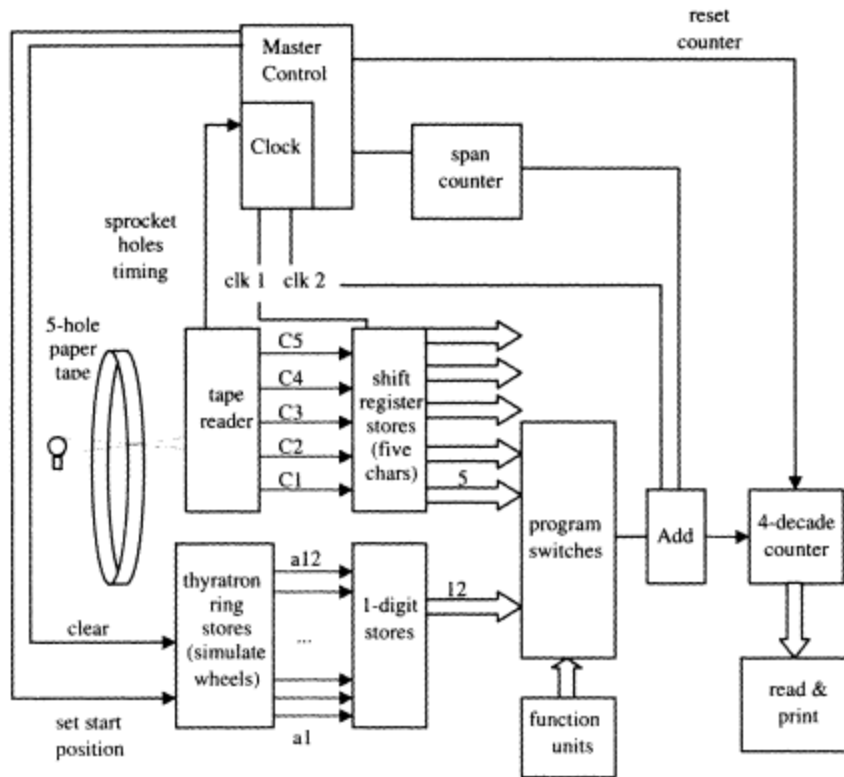 reset
counter
Master
Control
Clock
span
counter
sprocket
holes
timing
clk 1
clk 2
5-hole
paper
tape
tape
reader
C5
C4
C3
C2
C1
shift
register
stores
(five
chars)
5
program
switches
Add
4-decade
counter
thyratron
ring
stores
(simulate
wheels)
a12
...
a1
1-digit
stores
12
clear
set start
position
function
units
read &
print